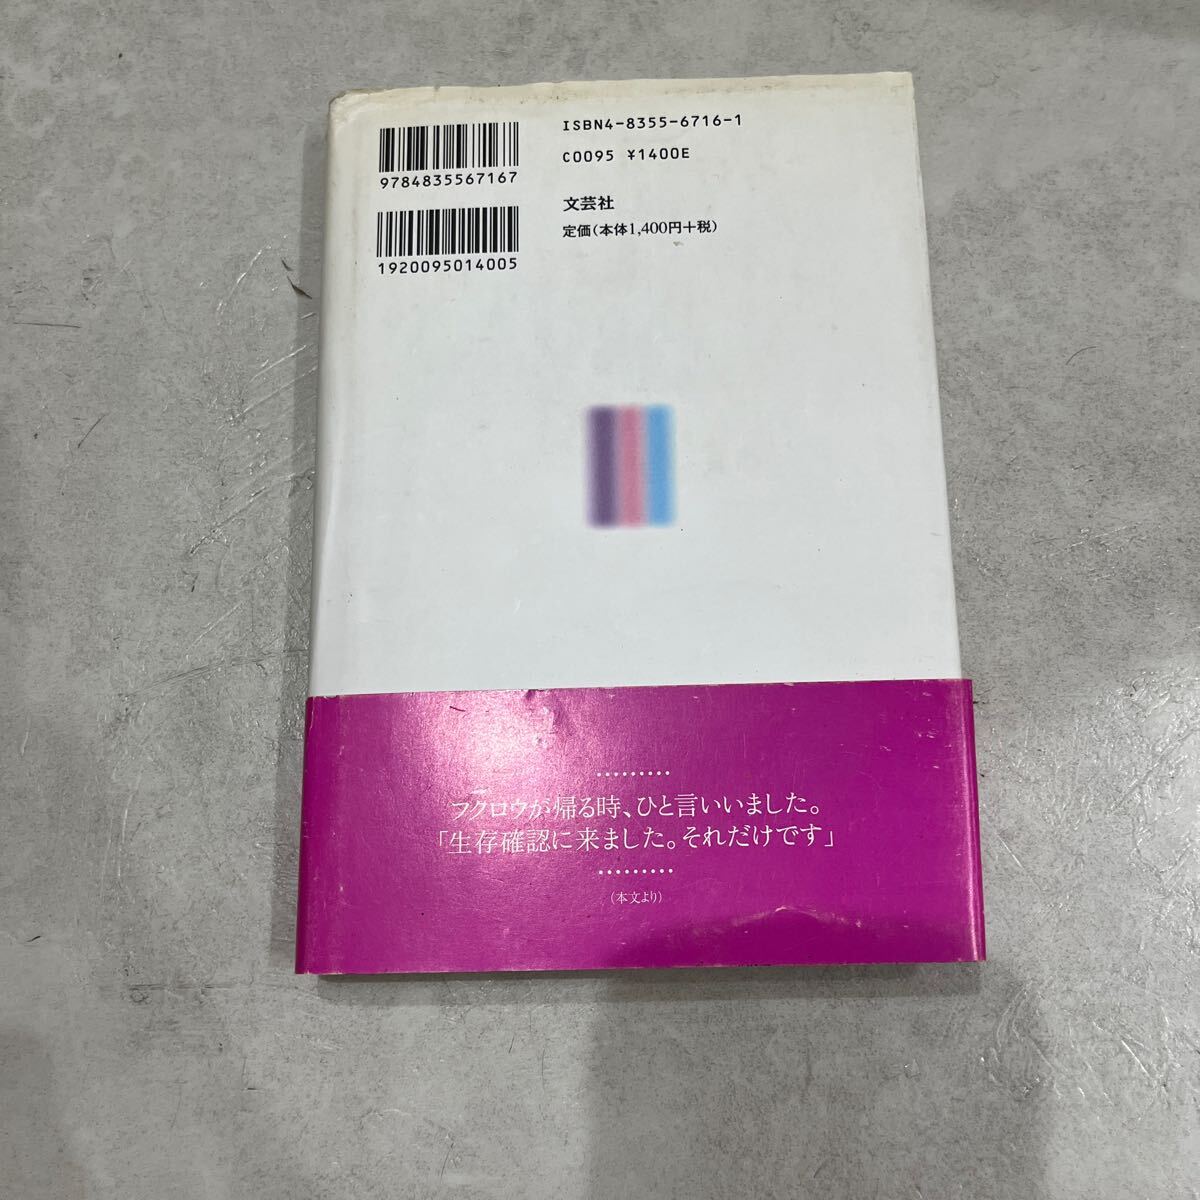 ISBN4-8355-6716-1
C0095 ¥1400E
9784835567167
文芸社
定価(本体1,400円+税)
1920095014005
フクロウが帰る時、ひと言いいました。
「生存確認に来ました。それだけです」
(本文より)